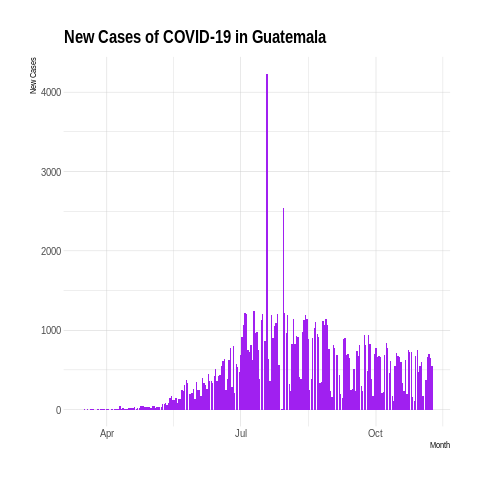 New Cases of COVID-19 in Guatemala
New Cases
4000
3000
2000
1000
0
Apr
Jul
Oct
Month